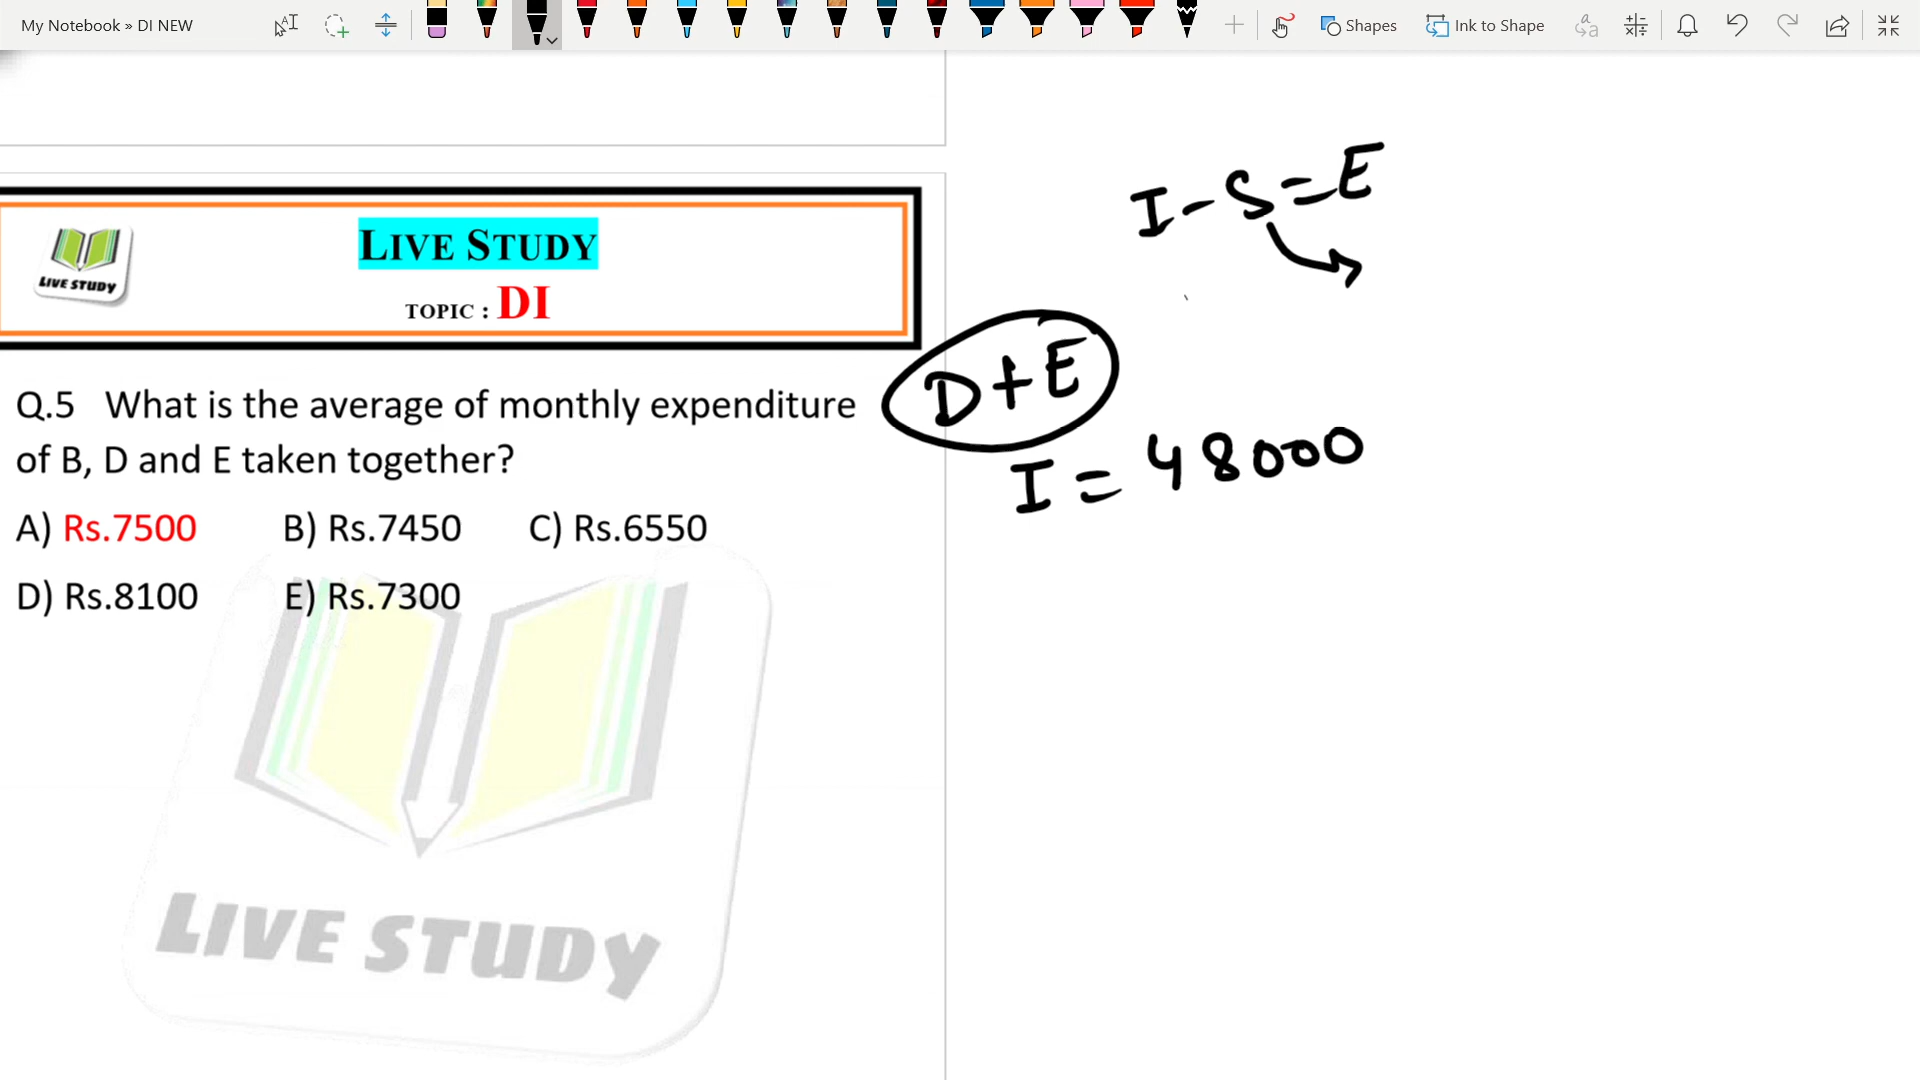 My Notebook » DI NEW
Shapes
Ink to Shape
LIVE STUDY
LIVE STUDY
TOPIC : DI
Q.5 What is the average of monthly expenditure
of B, D and E taken together?
A) Rs.7500 B) Rs.7450 C) Rs.6550
D) Rs.8100 E) Rs.7300
LIVE STUDY
I - S = E
D + E
I = 48000